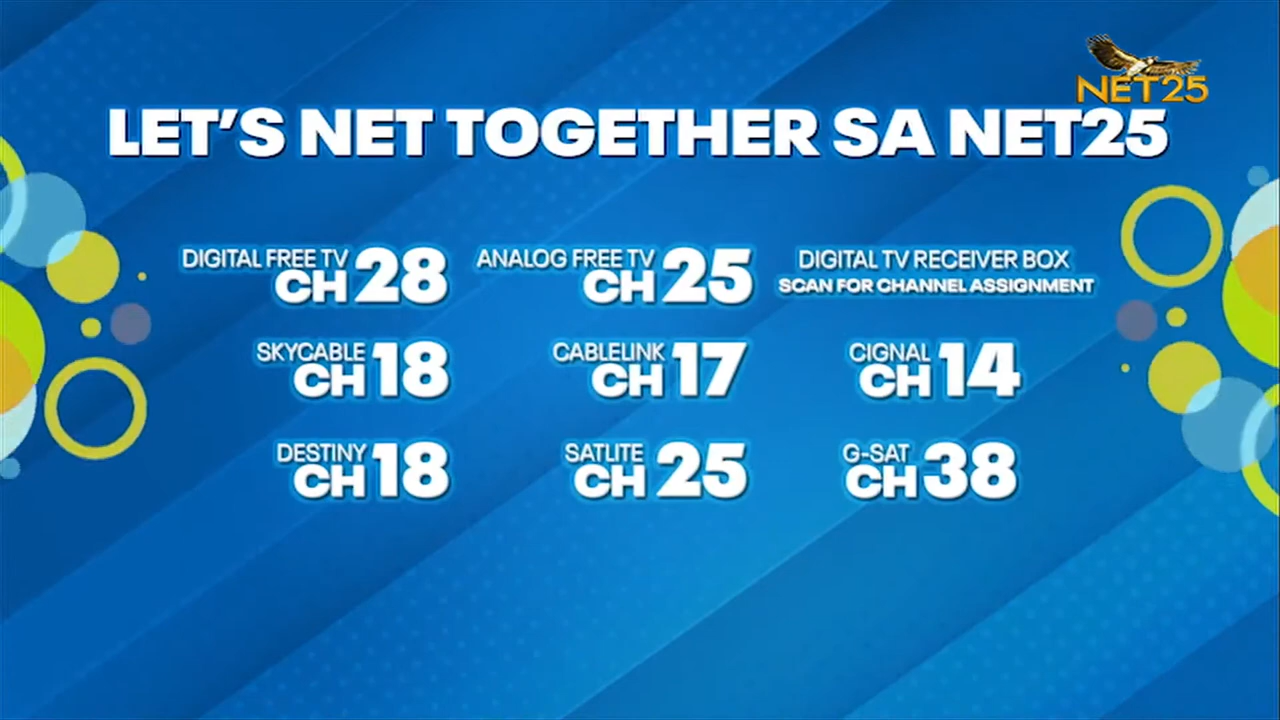 NET25
LET'S NET TOGETHER SA NET25
DIGITAL FREE TV
CH 28
ANALOG FREE TV
CH 25
DIGITAL TV RECEIVER BOX
SCAN FOR CHANNEL ASSIGNMENT
SKYCABLE
CH 18
CABLELINK
CH 17
CIGNAL
CH 14
DESTINY
CH 18
SATLITE
CH 25
G-SAT
CH 38